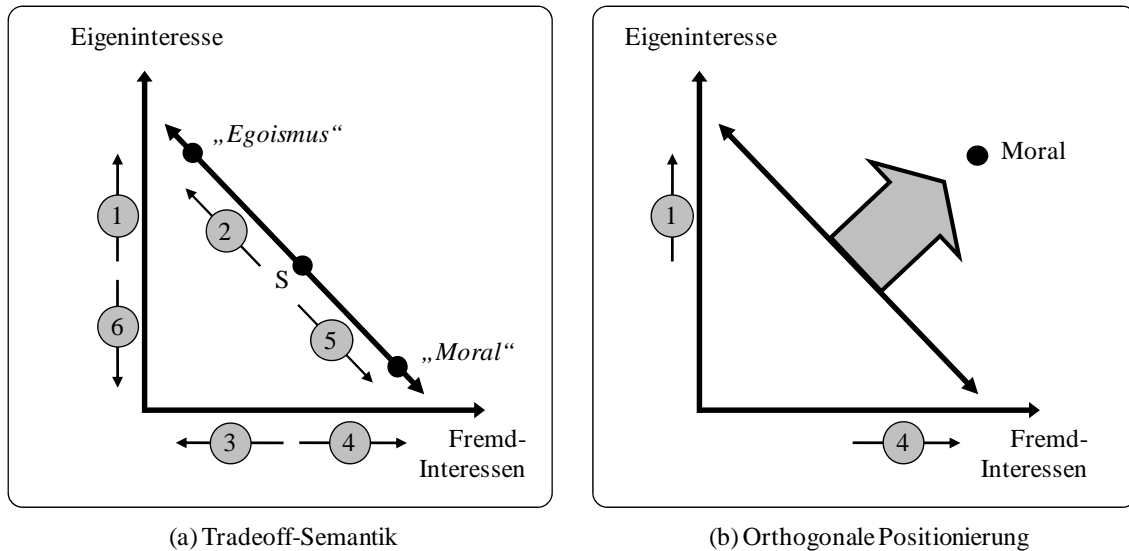 Eigeninteresse
„Egoismus“
1
2
S
6
5
„Moral“
3
4
Fremd-
Interessen
(a) Tradeoff-Semantik
Eigeninteresse
Moral
1
4
Fremd-
Interessen
(b) Orthogonale Positionierung